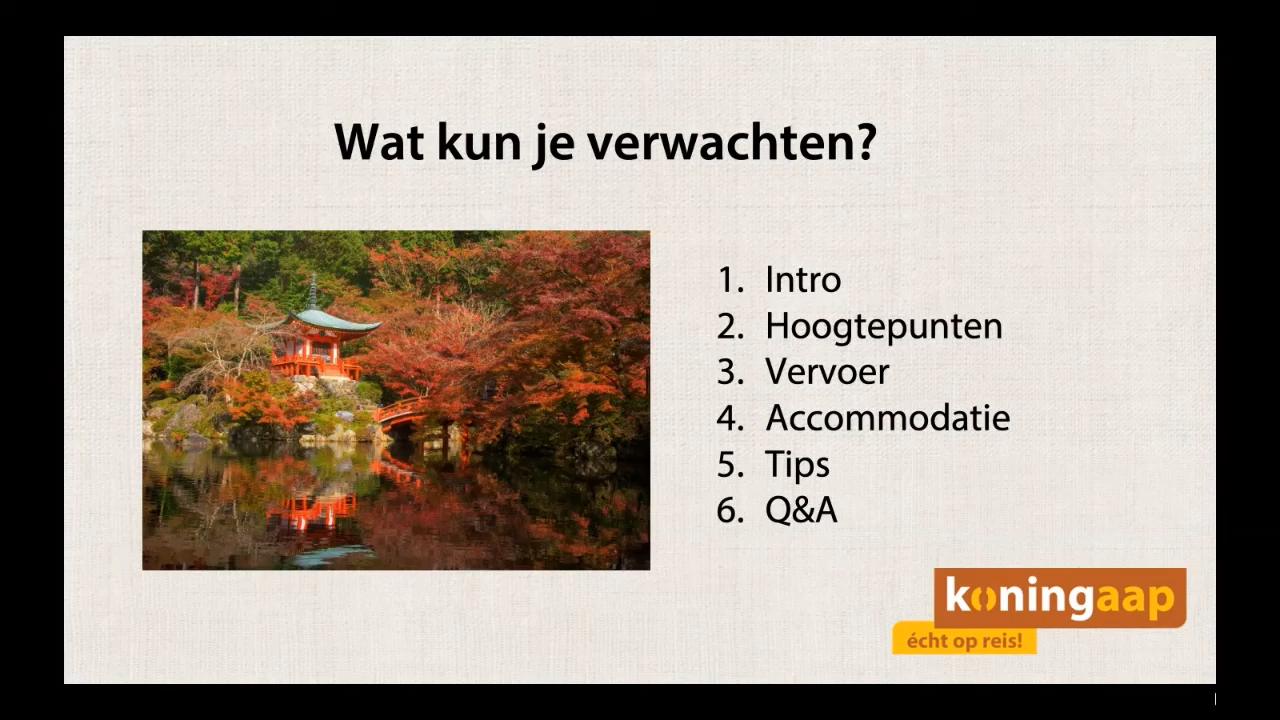 Wat kun je verwachten?
1. Intro
2. Hoogtepunten
3. Vervoer
4. Accommodatie
5. Tips
6. Q&A
koningaap
écht op reis!